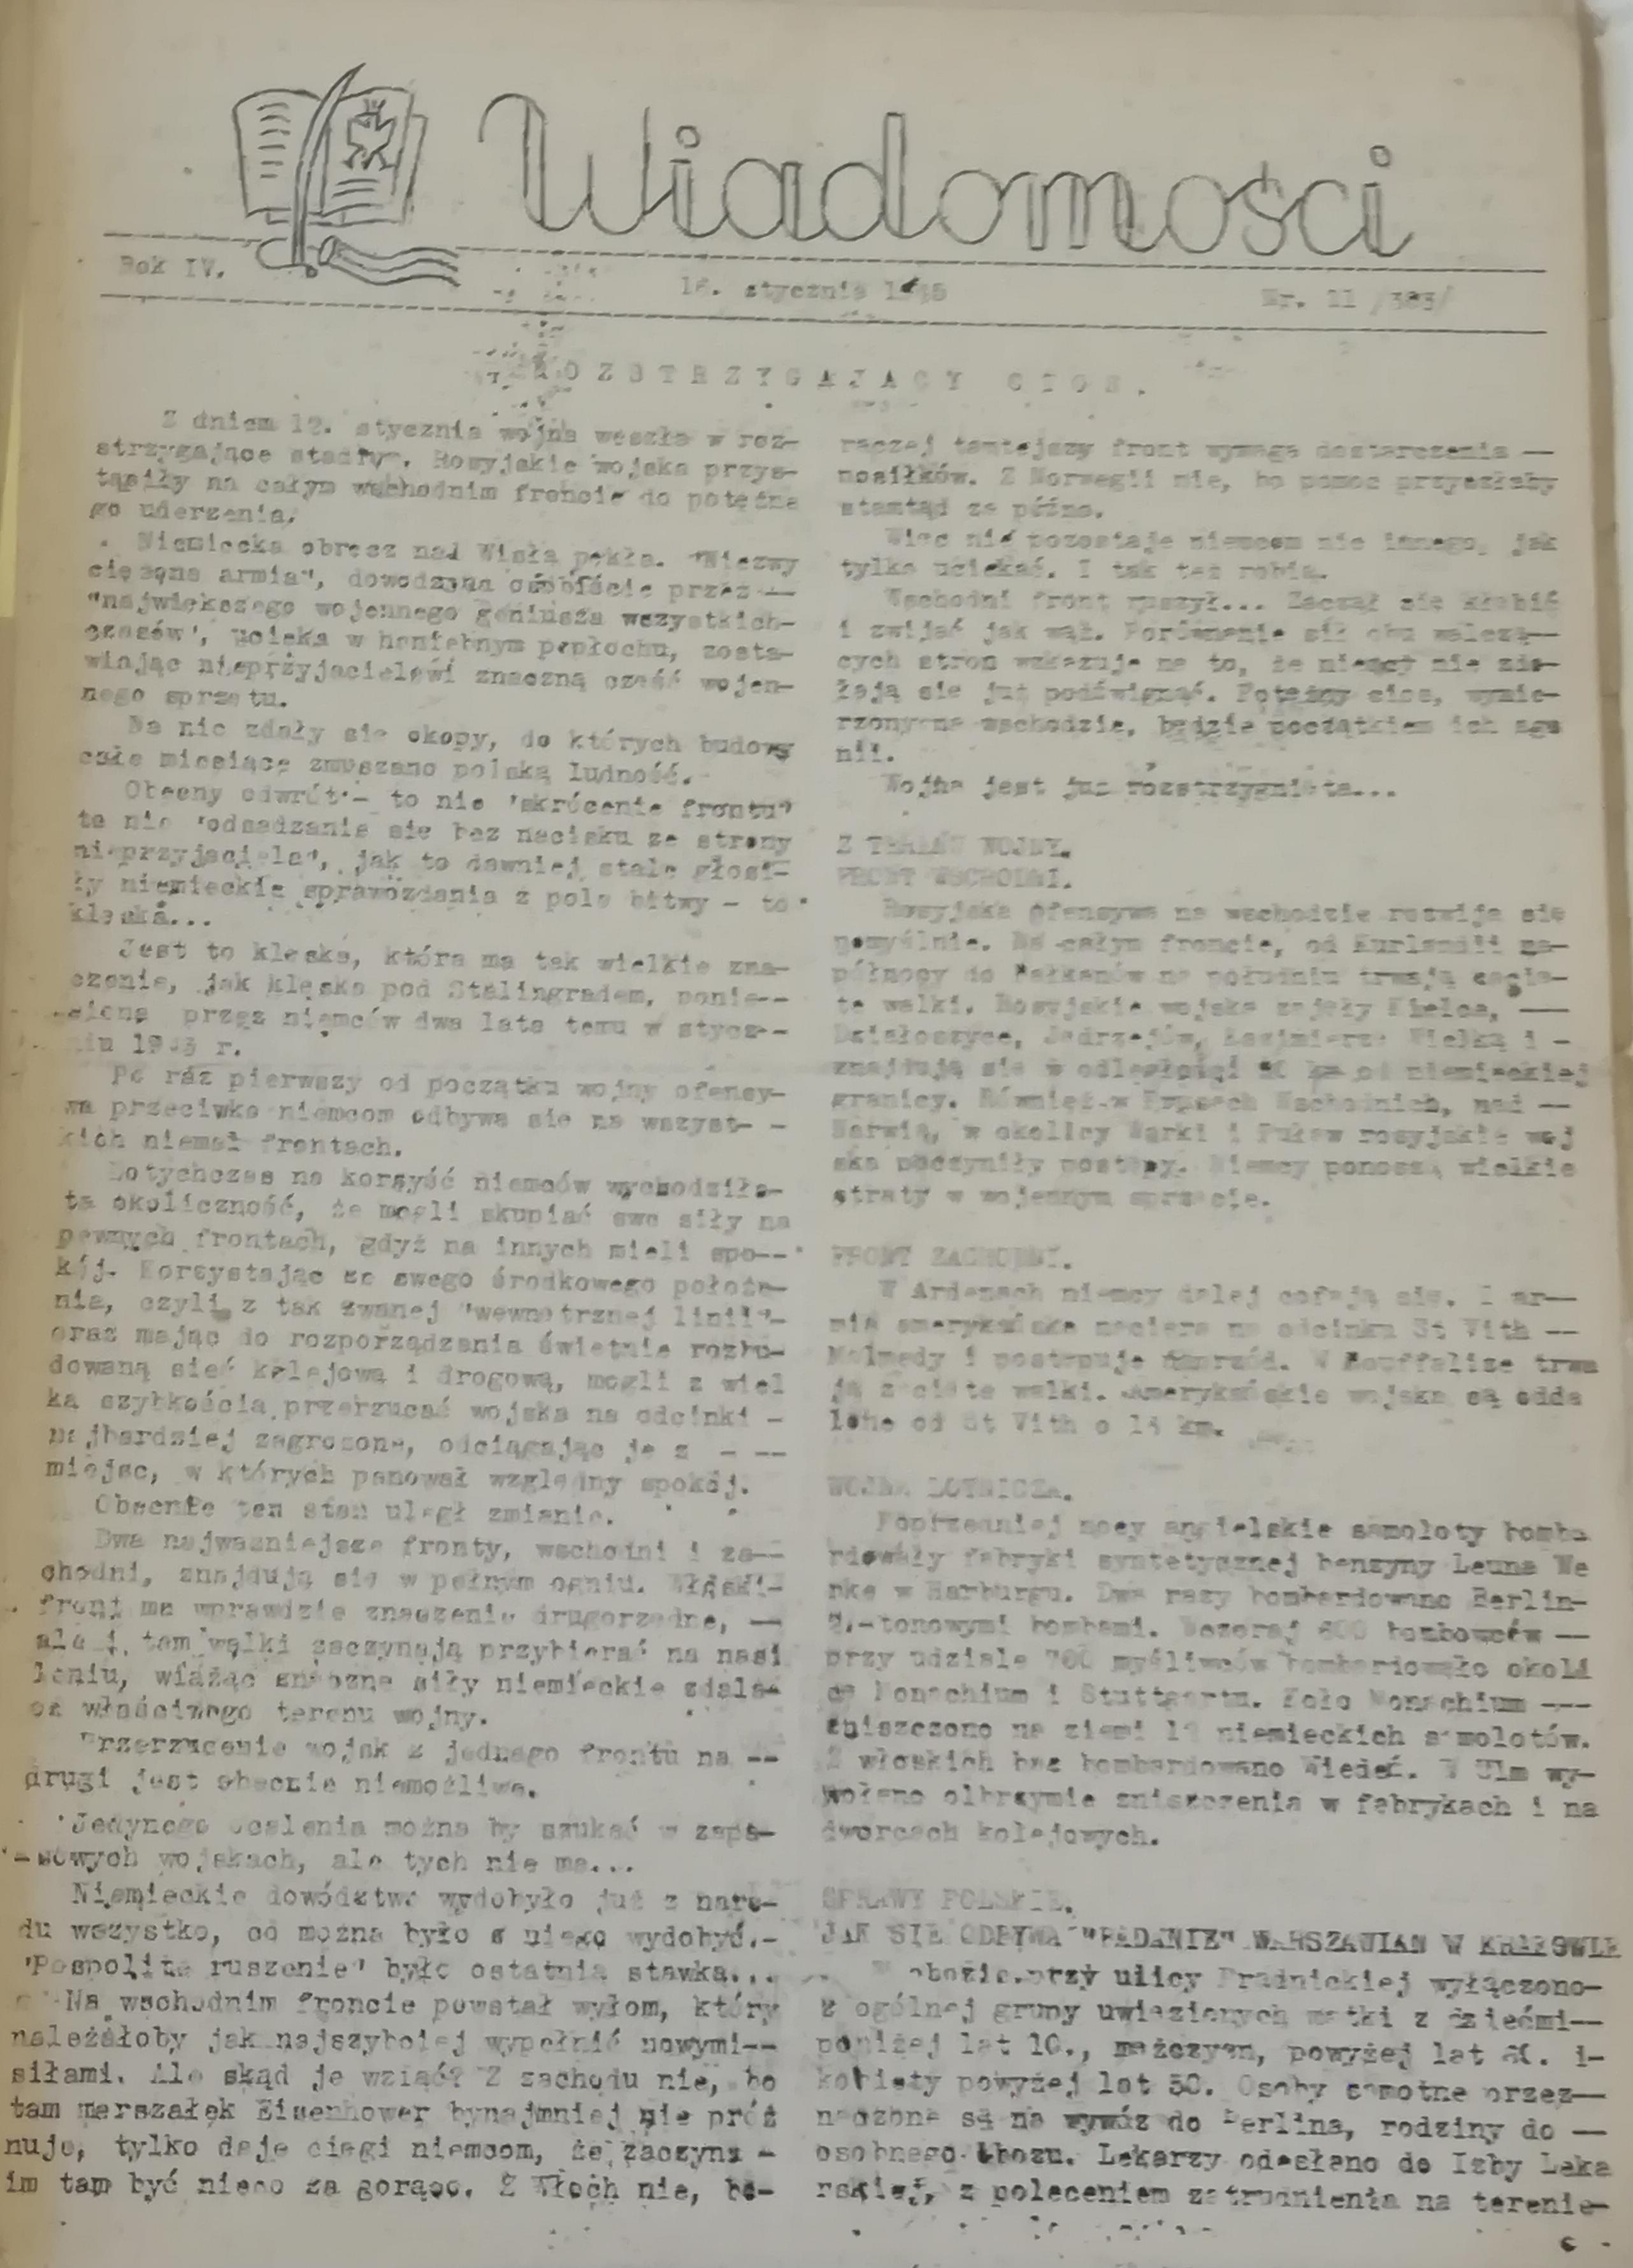 Wiadomości
Rok IV.
16. stycznia 1945
Nr. 11 /383/
ROZSTRZYGAJĄCY CIOS.
Z dniem 12. stycznia wojna weszła w roz-
strzygające stadium. Rosyjskie wojska przys-
tąpiły na całym wschodnim froncie do potężne
go uderzenia.
Niemiecka obręcz nad Wisłą pękła. "Niezwy
ciężona armia", dowodzona osobiście przez —
"największego wojennego geniusza wszystkich-
czasów", ucieka w haniebnym popłochu, zosta-
wiając nieprzyjacielowi znaczną część wojen-
nego sprzętu.
Na nic zdały się okopy, do których budowy
całe miesiące zmuszano polską ludność.
Obecny odwrót - to nie "skrócenie frontu"
to nie "odsadzanie się bez nacisku ze strony
nieprzyjaciela", jak to dawniej stale głosi-
ły niemieckie sprawozdania z pola bitwy - to
klęska...
Jest to klęska, która ma tak wielkie zna-
czenie, jak klęska pod Stalingradem, ponie--
siona przez niemców dwa lata temu w stycz--
niu 1943 r.
Po raz pierwszy od początku wojny ofensy-
wa przeciwko niemcom odbywa się na wszyst- -
kich niemal frontach.
Dotychczas na korzyść niemców wychodziła-
ta okoliczność, że mogli skupiać swe siły na
pewnych frontach, gdyż na innych mieli spo--
kój. Korzystając ze swego środkowego położe-
nia, czyli z tak zwanej "wewnętrznej linii"-
oraz mając do rozporządzenia świetnie rozbu-
dowaną sieć kolejową i drogową, mogli z wiel
ką szybkością przerzucać wojska na odcinki -
najbardziej zagrożone, odciągając je z - --
miejsc, w których panował względny spokój.
Obecnie ten stan uległ zmianie.
Dwa najważniejsze fronty, wschodni i za--
chodni, znajdują się w pełnym ogniu. Włoski-
front ma wprawdzie znaczenie drugorzędne, —
ale i tam walki zaczynają przybierać na nasi
leniu, wiążąc znaczne siły niemieckie zdala-
od właściwego terenu wojny.
Przerzucenie wojsk z jednego frontu na --
drugi jest obecnie niemożliwe.
Jedynego ocalenia można by szukać w zapa-
sowych wojskach, ale tych nie ma...
Niemieckie dowództwo wydobyło już z naro-
du wszystko, co można było z niego wydobyć.-
"Pospolite ruszenie" było ostatnią stawką...
Na wschodnim froncie powstał wyłom, który
należałoby jak najszybciej wypełnić nowymi--
siłami. Ale skąd je wziąć? Z zachodu nie, bo
tam marszałek Eisenhower bynajmniej nie próż
nuje, tylko daje cięgi niemcom, że zaczyna -
im tam być nieco za gorąco. Z Włoch nie, bo-
raczej tamtejszy front wymaga dostarczenia —
posiłków. Z Norwegii nie, bo pomoc przyszłaby
stamtąd za późno.
Więc nie pozostaje niemcom nic innego, jak
tylko uciekać. I tak też robią.
Wschodni front ruszył... Zaczął się kłębić
i zwijać jak wąż. Porównanie sił obu walczą--
cych stron wskazuje na to, że niemcy nie zdo-
łają się już podźwignąć. Potężny cios, wymie-
rzony na wschodzie, będzie początkiem ich ago
nii.
Wojna jest już rozstrzygnięta...
Z TERENU WOJNY.
FRONT WSCHODNI.
Rosyjska ofensywa na wschodzie rozwija się
pomyślnie. Na całym froncie, od Kurlandii na-
północy do Bałkanów na południu trwają zacię-
te walki. Rosyjskie wojska zajęły Kielce, —
Działoszyce, Jędrzejów, Kazimierzę Wielką i -
znajdują się w odległości km od niemieckiej
granicy. Również w Prusach Wschodnich, nad —
Narwią, w okolicy Warki i Puław rosyjskie woj
ska poczyniły postępy. Niemcy ponoszą wielkie
straty w wojennym sprzęcie.
FRONT ZACHODNI.
W Ardenach niemcy dalej cofają się. I ar—
mia amerykańska naciera na odcinku St Vith --
Malmedy i postępuje naprzód. W Houffalize trwa
ją zacięte walki. Amerykańskie wojska są odda
lone od St Vith o km.
WOJNA LOTNICZA.
Poprzedniej nocy angielskie samoloty bomba
rdowały fabryki syntetycznej benzyny Leuna We
rke w Harburgu. Dwa razy bombardowano Berlin-
2,-tonowymi bombami. Wczoraj 600 bombowców —
przy udziale 700 myśliwców bombardowało okoli
ce Monachium i Stuttgartu. Koło Monachium ---
zniszczono na ziemi niemieckich samolotów.
Z włoskich baz bombardowano Wiedeń. W Ulm wy-
wołano olbrzymie zniszczenia w fabrykach i na
dworcach kolejowych.
SPRAWY POLSKIE.
JAK SIĘ ODBYWA "BADANIE" WARSZAWIAN W KRAKOWIE
W obozie przy ulicy Prądnickiej wyłączono-
z ogólnej grupy uwięzionych matki z dziećmi--
poniżej lat 10., mężczyzn, powyżej lat i-
kobiety powyżej lat 50. Osoby samotne przez—
naczone są na wywóz do Berlina, rodziny do —
osobnego obozu. Lekarzy odesłano do Izby Leka
rskiej, z poleceniem zatrudnienia na terenie-